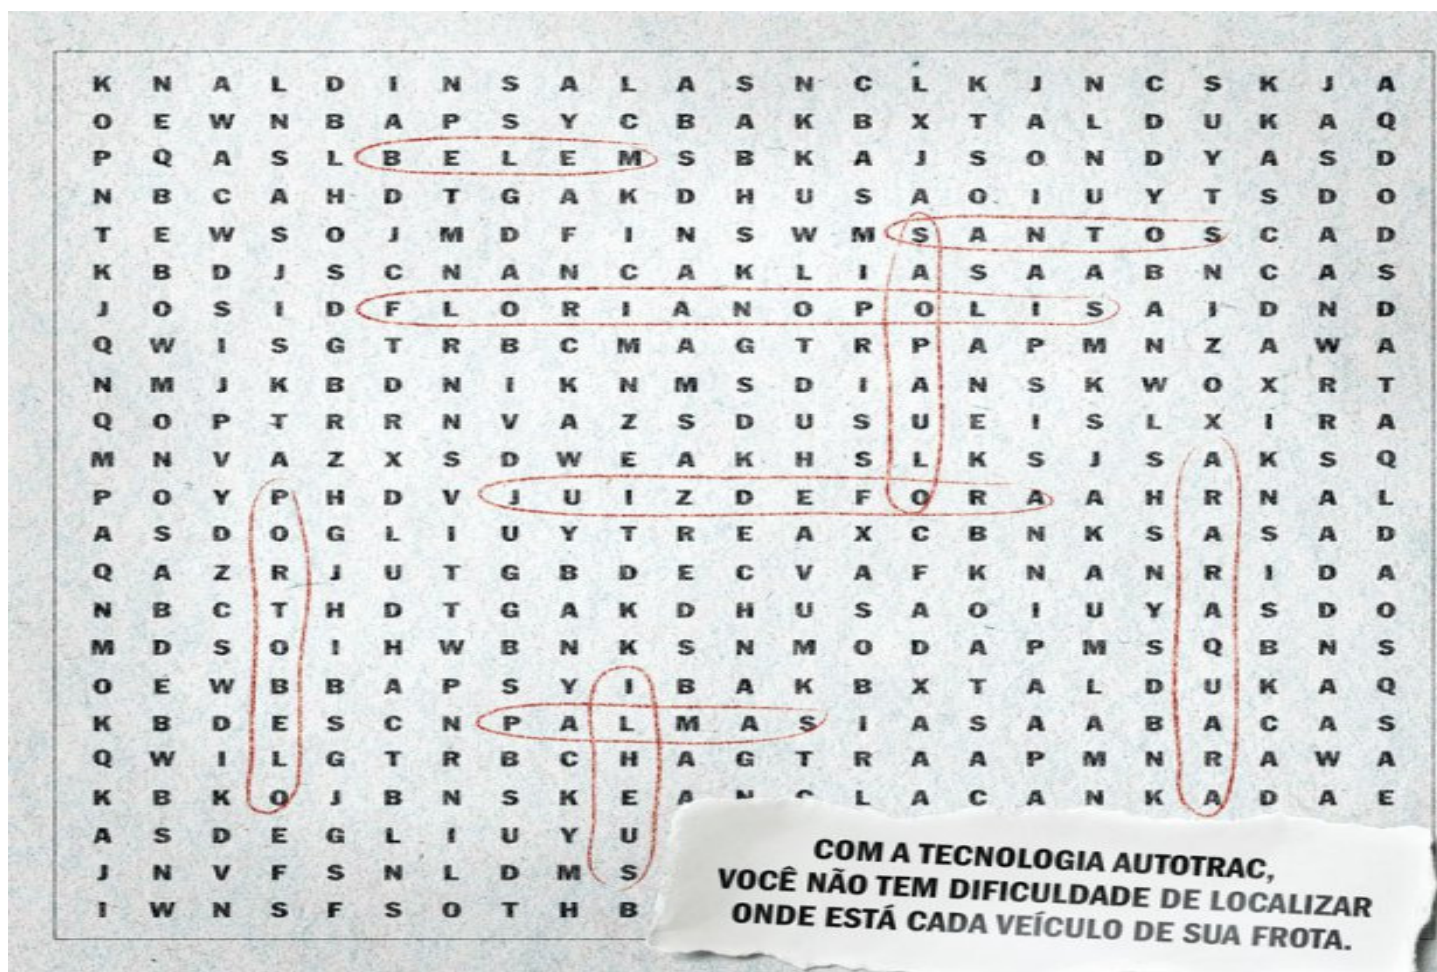 K N A L D I N S A L A S N C L K J N C S K J A
O E W N B A P S Y C B A K B X T A L D U K A Q
P Q A S L B E L E M S B K A J S O N D Y A S D
N B C A H D T G A K D H U S A O I U Y T S D O
T E W S O J M D F I N S W M S A N T O S C A D
K B D J S C N A N C A K L I A S A A B N C A S
J O S I D F L O R I A N O P O L I S A I D N D
Q W I S G T R B C M A G T R P A P M N Z A W A
N M J K B D N I K N M S D I A N S K W O X R T
Q O P T R R N V A Z S D U S U E I S L X I R A
M N V A Z X S D W E A K H S L K S J S A K S Q
P O Y P H D V J U I Z D E F O R A A H R N A L
A S D O G L I U Y T R E A X C B N K S A S A D
Q A Z R J U T G B D E C V A F K N A N R I D A
N B C T H D T G A K D H U S A O I U Y A S D O
M D S O I H W B N K S N M O D A P M S Q B N S
O E W B B A P S Y I B A K B X T A L D U K A Q
K B D E S C N P A L M A S I A S A A B A C A S
Q W I L G T R B C H A G T R A A P M N R A W A
K B K O J B N S K E A N C L A C A N K A D A E
A S D E G L I U Y U
J N V F S N L D M S
I W N S F S O T H B
COM A TECNOLOGIA AUTOTRAC,
VOCÊ NÃO TEM DIFICULDADE DE LOCALIZAR
ONDE ESTÁ CADA VEÍCULO DE SUA FROTA.